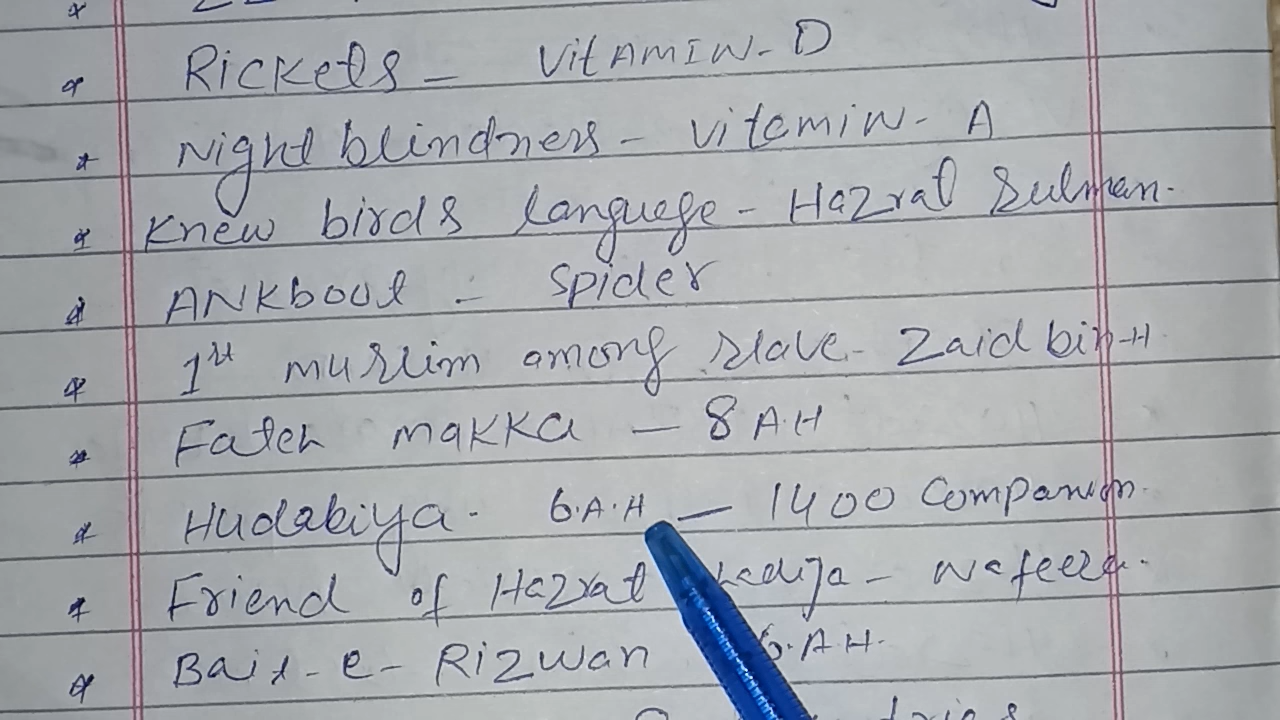 * Rickets - Vitamin-D
* Night blindness - Vitamin-A
* Knew birds language - Hazrat Sulman.
* ANKboot - Spider
* 1st muslim among slave - Zaid bin-H
* Fateh makka - 8 A.H
* Hudabiya. 6.A.H - 1400 Companion.
* Friend of Hazrat - Nafeesa.
* Bait-e-Rizwan 6.A.H.